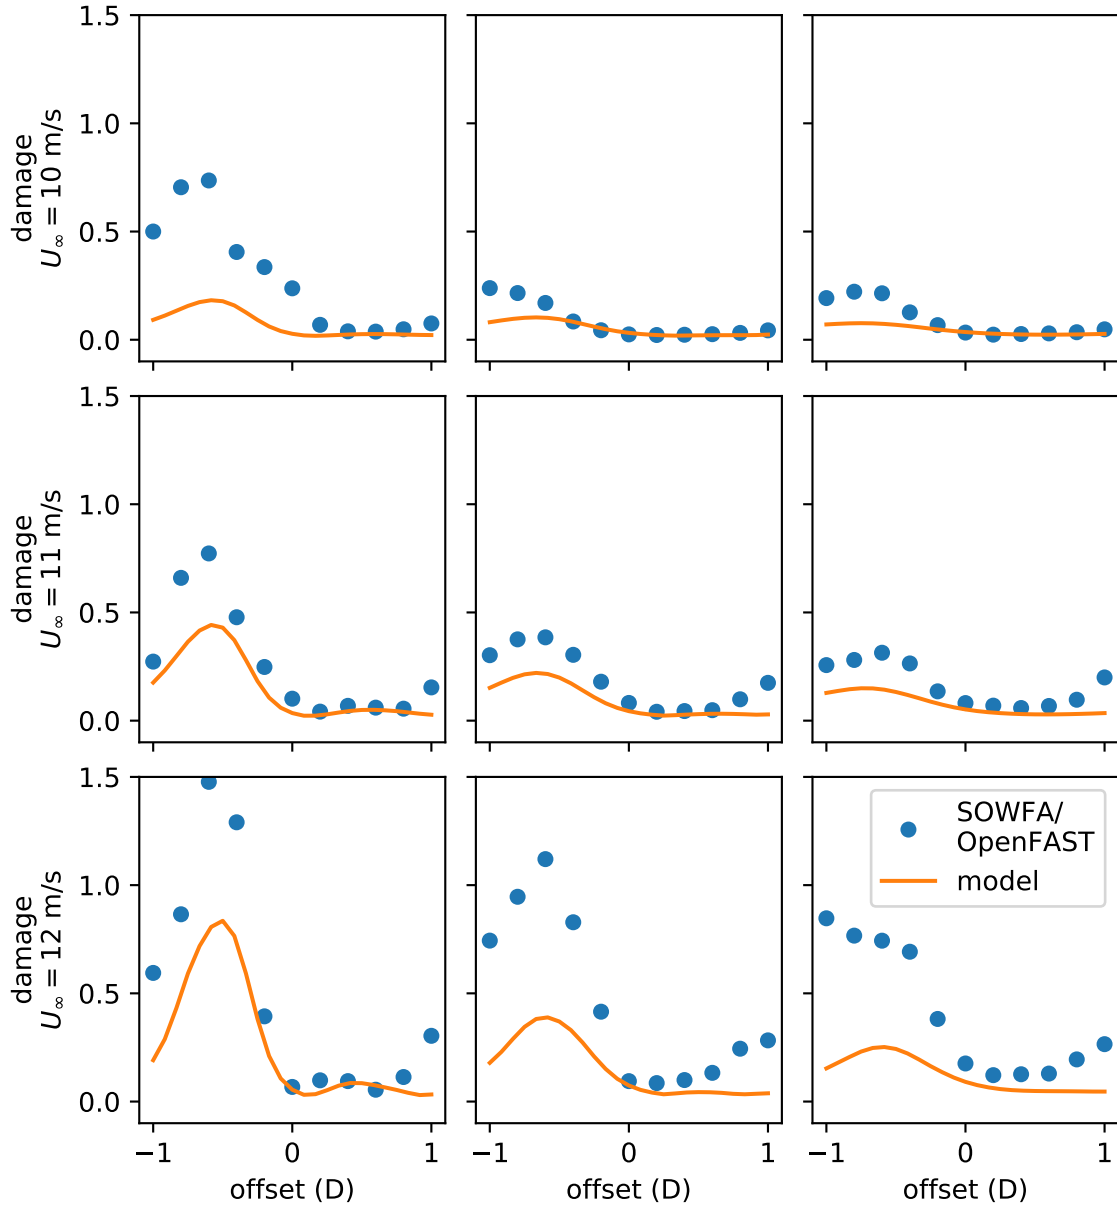 1.5
1.0
0.5
0.0
damage
U∞ = 10 m/s
1.5
1.0
0.5
0.0
damage
U∞ = 11 m/s
1.5
1.0
0.5
0.0
damage
U∞ = 12 m/s
SOWFA/
OpenFAST
model
−1 0 1
−1 0 1
−1 0 1
offset (D)
offset (D)
offset (D)